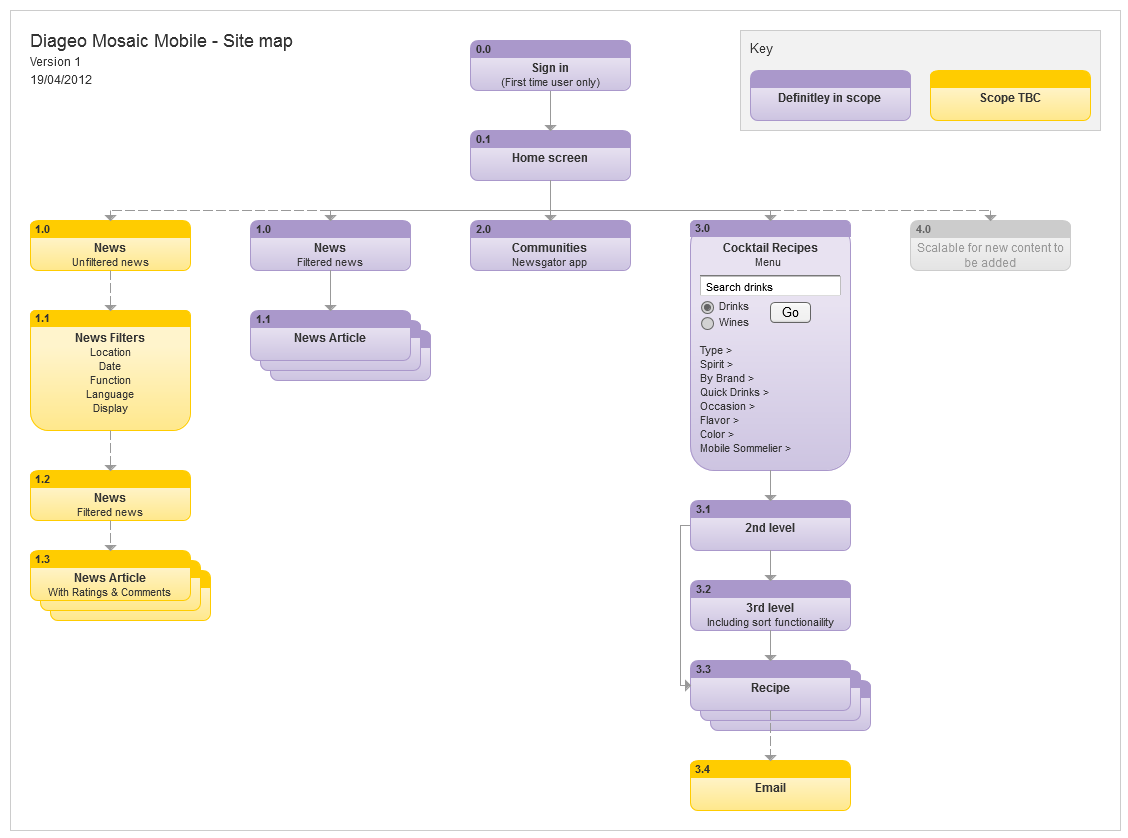 Diageo Mosaic Mobile - Site map
Version 1
19/04/2012
Key
Definitley in scope
Scope TBC
0.0
Sign in
(First time user only)
0.1
Home screen
1.0
News
Unfiltered news
1.1
News Filters
Location
Date
Function
Language
Display
1.2
News
Filtered news
1.3
News Article
With Ratings & Comments
1.0
News
Filtered news
1.1
News Article
2.0
Communities
Newsgator app
3.0
Cocktail Recipes
Menu
Search drinks
Drinks
Wines
Go
Type >
Spirit >
By Brand >
Quick Drinks >
Occasion >
Flavor >
Color >
Mobile Sommelier >
3.1
2nd level
3.2
3rd level
Including sort functionaility
3.3
Recipe
3.4
Email
4.0
Scalable for new content to
be added